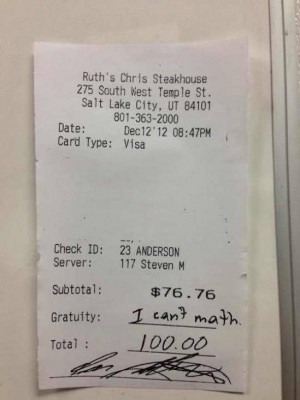 Ruth's Chris Steakhouse
275 South West Temple St.
Salt Lake City, UT 84101
801-363-2000
Date: Dec12'12 08:47PM
Card Type: Visa
Check ID: 23 ANDERSON
Server: 117 Steven M
Subtotal: $76.76
Gratuity: I can't math.
Total : 100.00